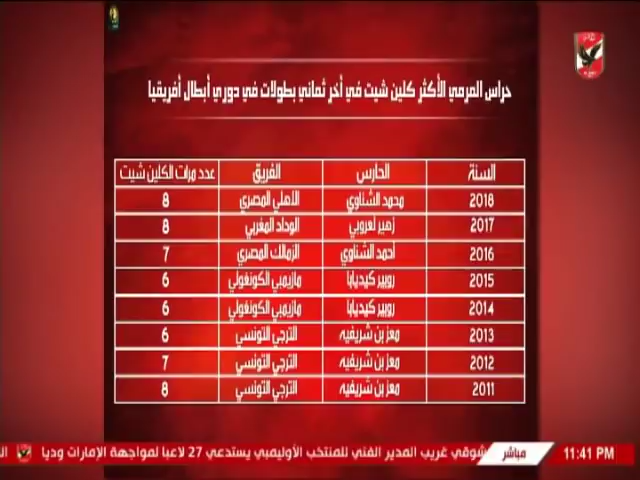 حراس المرمي الأكثر كلين شيت في أخر ثماني بطولات في دوري أبطال أفريقيا
السنة الحارس الفريق عدد مرات الكلين شيت
2018 محمد الشناوي الأهلي المصري 8
2017 زهير لعروبي الوداد المغربي 8
2016 أحمد الشناوي الزمالك المصري 7
2015 روبير كيديابا مازيمبي الكونغولي 6
2014 روبير كيديابا مازيمبي الكونغولي 6
2013 معز بن شريفيه الترجي التونسي 6
2012 معز بن شريفيه الترجي التونسي 7
2011 معز بن شريفيه الترجي التونسي 8
11:41 PM مباشر شوقي غريب المدير الفني للمنتخب الأوليمبي يستدعي 27 لاعبا لمواجهة الإمارات وديا